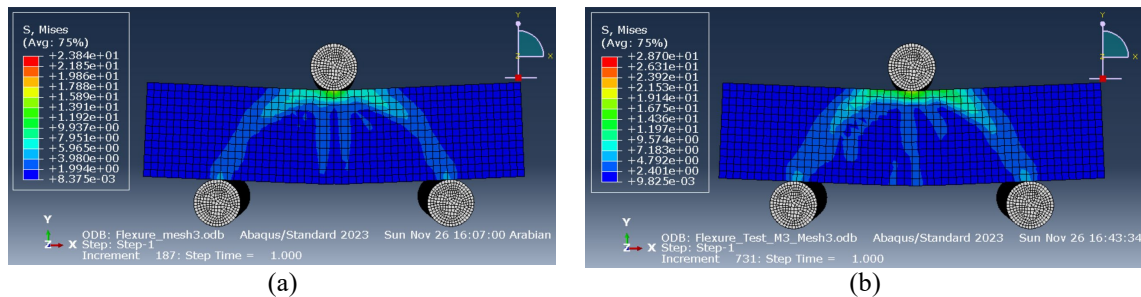 S, Mises
(Avg: 75%)
+2.384e+01
+2.185e+01
+1.986e+01
+1.788e+01
+1.589e+01
+1.391e+01
+1.192e+01
+9.937e+00
+7.951e+00
+5.965e+00
+3.980e+00
+1.994e+00
+8.375e-03
Y
Z
X
Y
Z X
ODB: Flexure_mesh3.odb Abaqus/Standard 2023 Sun Nov 26 16:07:00 Arabian
Step: Step-1
Increment 187: Step Time = 1.000
(a)
S, Mises
(Avg: 75%)
+2.870e+01
+2.631e+01
+2.392e+01
+2.153e+01
+1.914e+01
+1.675e+01
+1.436e+01
+1.197e+01
+9.574e+00
+7.183e+00
+4.792e+00
+2.401e+00
+9.825e-03
Y
Z
X
Y
Z X
ODB: Flexure_Test_M3_Mesh3.odb Abaqus/Standard 2023 Sun Nov 26 16:43:34
Step: Step-1
Increment 731: Step Time = 1.000
(b)